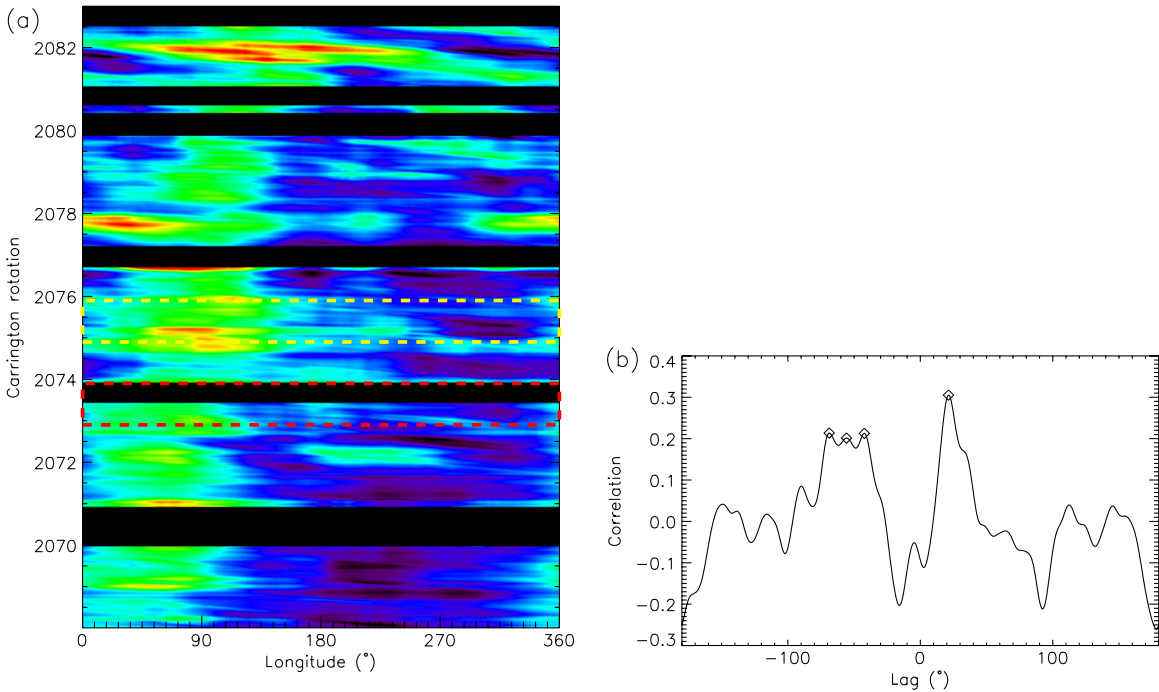 (a)
Carrington rotation
2082
2080
2078
2076
2074
2072
2070
0 90 180 270 360
Longitude (°)
(b)
Correlation
0.4
0.3
0.2
0.1
0.0
−0.1
−0.2
−0.3
−100 0 100
Lag (°)